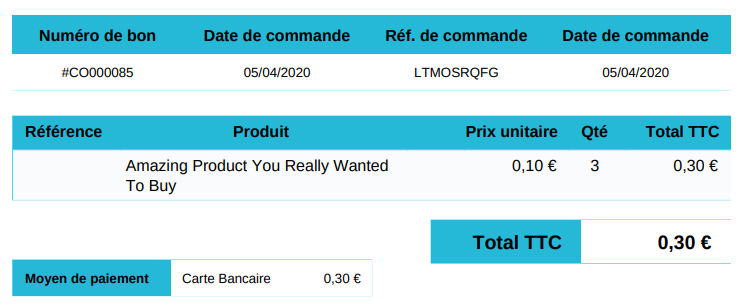 Numéro de bon Date de commande Réf. de commande Date de commande
#CO000085 05/04/2020 LTMOSRQFG 05/04/2020
Référence Produit Prix unitaire Qté Total TTC
Amazing Product You Really Wanted 0,10 € 3 0,30 €
To Buy
Total TTC 0,30 €
Moyen de paiement Carte Bancaire 0,30 €